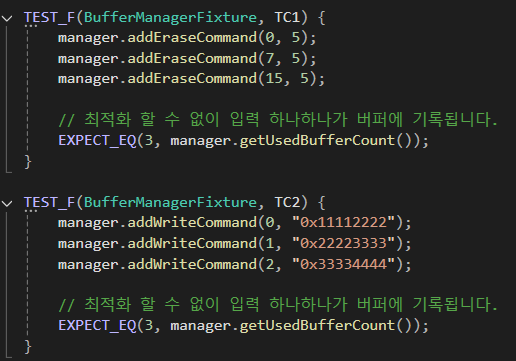 TEST_F(BufferManagerFixture, TC1) {
manager.addEraseCommand(0, 5);
manager.addEraseCommand(7, 5);
manager.addEraseCommand(15, 5);
// 최적화 할 수 없이 입력 하나하나가 버퍼에 기록됩니다.
EXPECT_EQ(3, manager.getUsedBufferCount());
}
TEST_F(BufferManagerFixture, TC2) {
manager.addWriteCommand(0, "0x11112222");
manager.addWriteCommand(1, "0x22223333");
manager.addWriteCommand(2, "0x33334444");
// 최적화 할 수 없이 입력 하나하나가 버퍼에 기록됩니다.
EXPECT_EQ(3, manager.getUsedBufferCount());
}